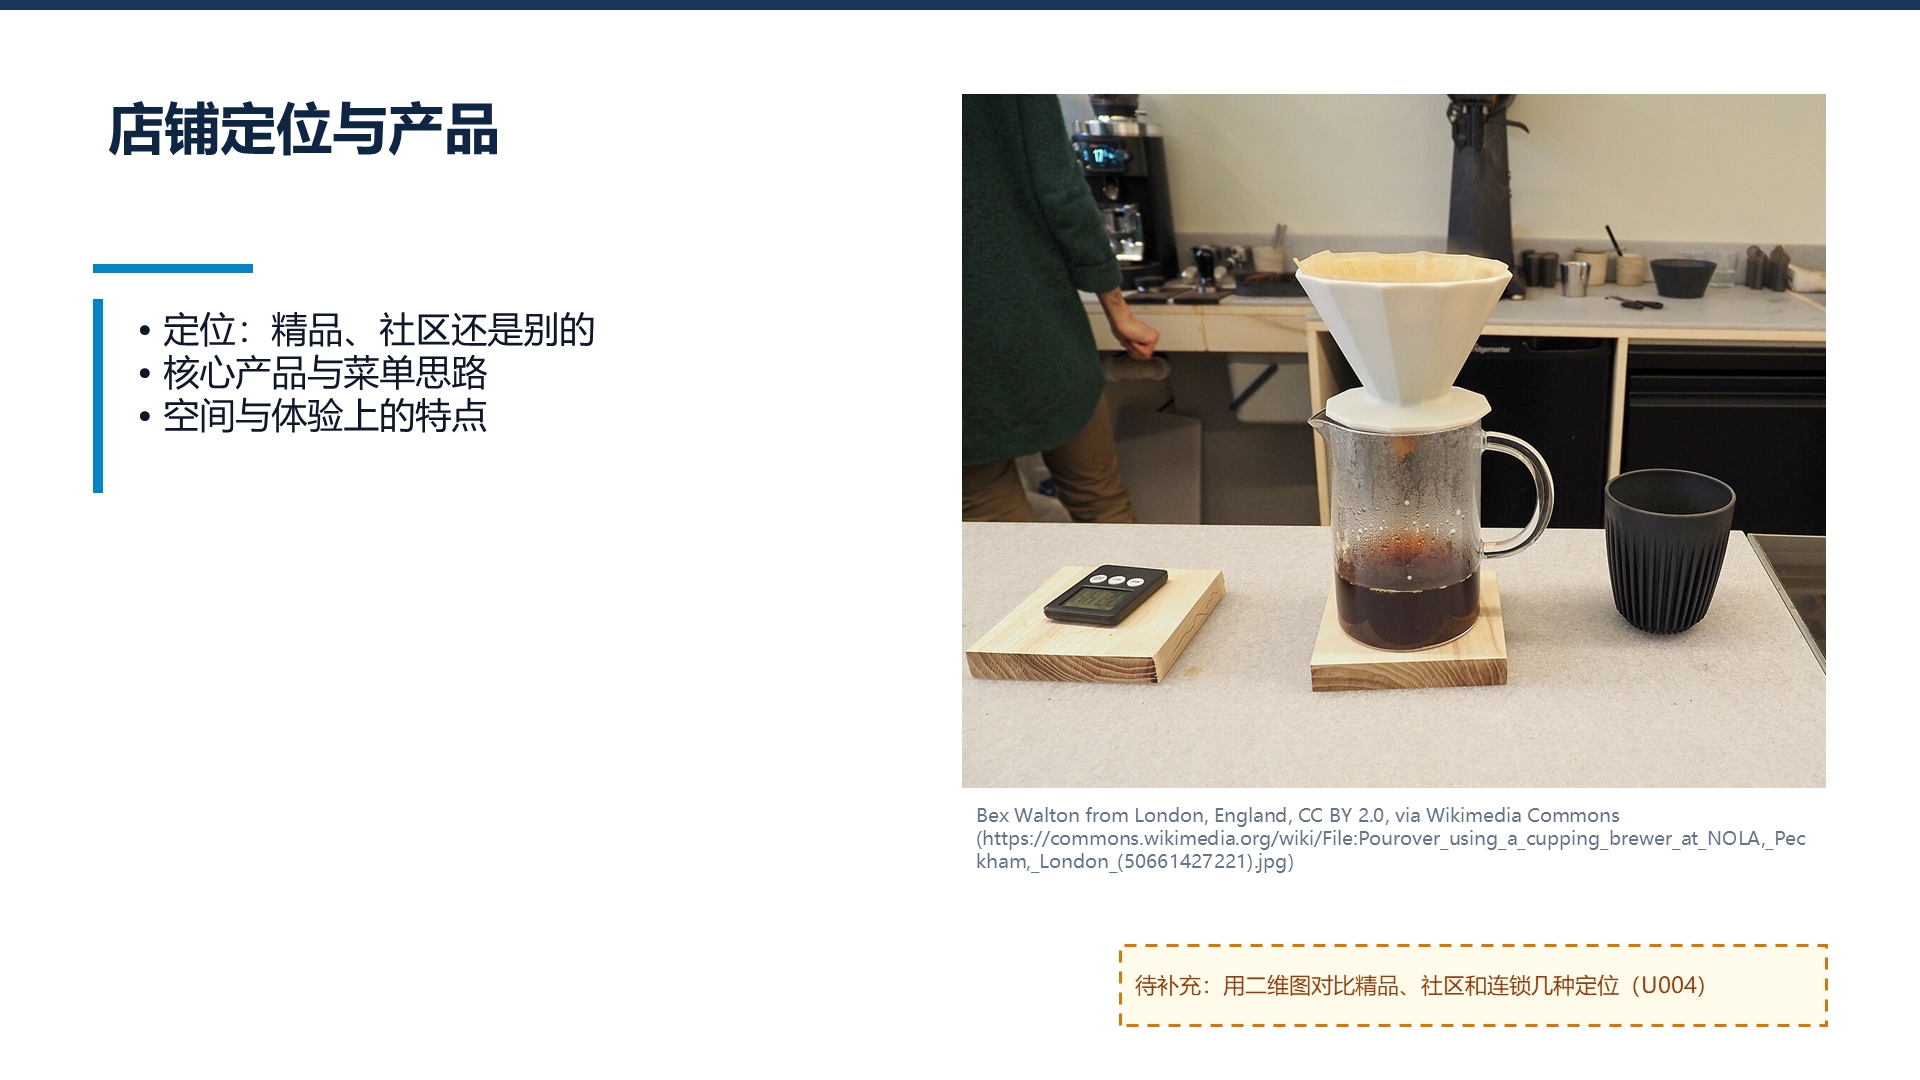 店铺定位与产品
• 定位：精品、社区还是别的
• 核心产品与菜单思路
• 空间与体验上的特点
Bex Walton from London, England, CC BY 2.0, via Wikimedia Commons
(https://commons.wikimedia.org/wiki/File:Pourover_using_a_cupping_brewer_at_NOLA,_Pec
kham,_London_(50661427221).jpg)
待补充：用二维图对比精品、社区和连锁几种定位（U004）